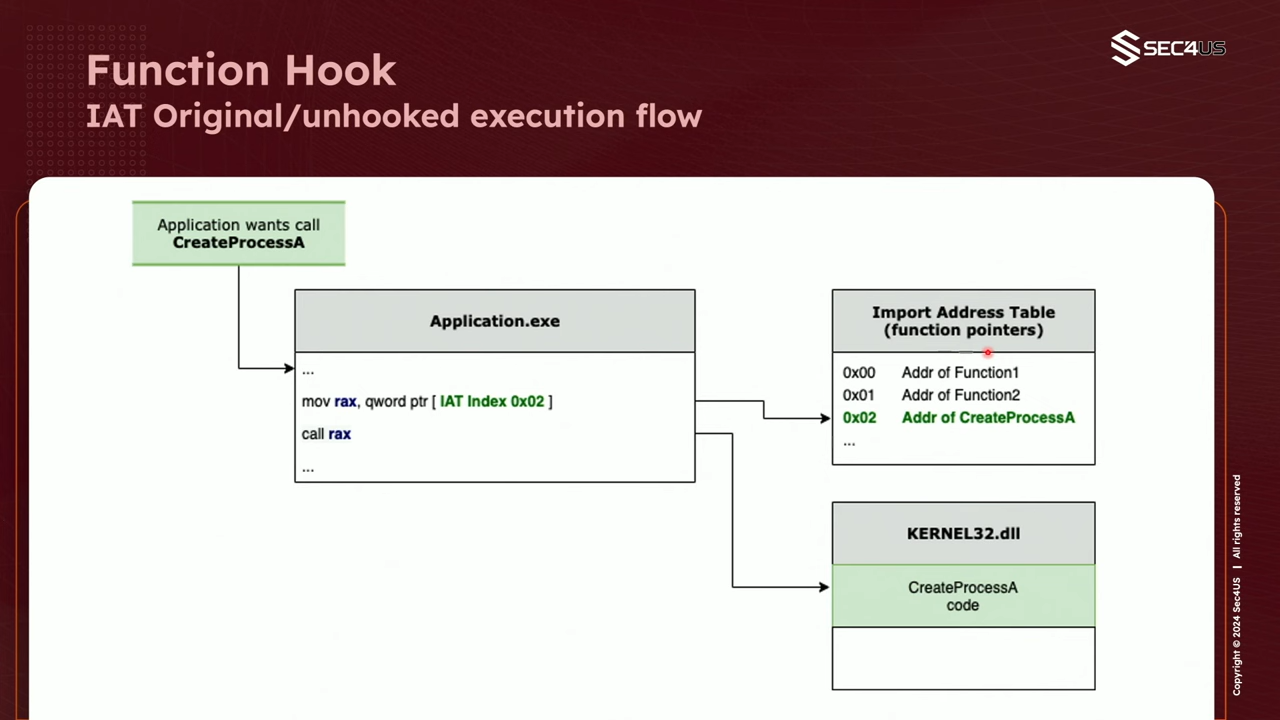 SEC4US
Function Hook
IAT Original/unhooked execution flow
Application wants call
CreateProcessA
Application.exe
...
mov rax, qword ptr [ IAT Index 0x02 ]
call rax
...
Import Address Table
(function pointers)
0x00 Addr of Function1
0x01 Addr of Function2
0x02 Addr of CreateProcessA
...
KERNEL32.dll
CreateProcessA
code
Copyright © 2024 Sec4US | All rights reserved